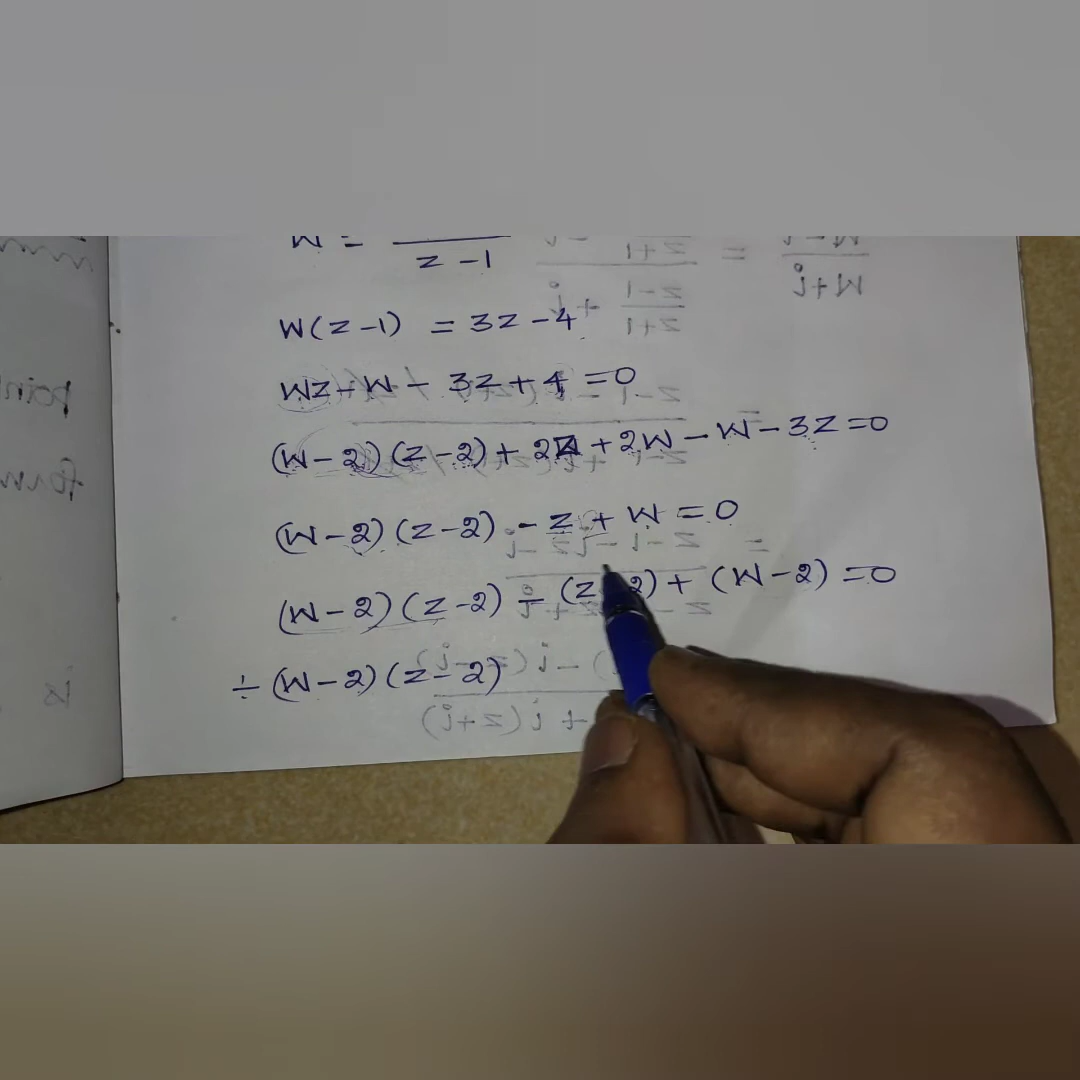 W = / z - 1
W(z - 1) = 3z - 4
Wz - W - 3z + 4 = 0
(W - 2)(z - 2) + 2z + 2W - W - 3z = 0
(W - 2)(z - 2) - z + W = 0
(W - 2)(z - 2) - (z - 2) + (W - 2) = 0
÷ (W - 2)(z - 2)